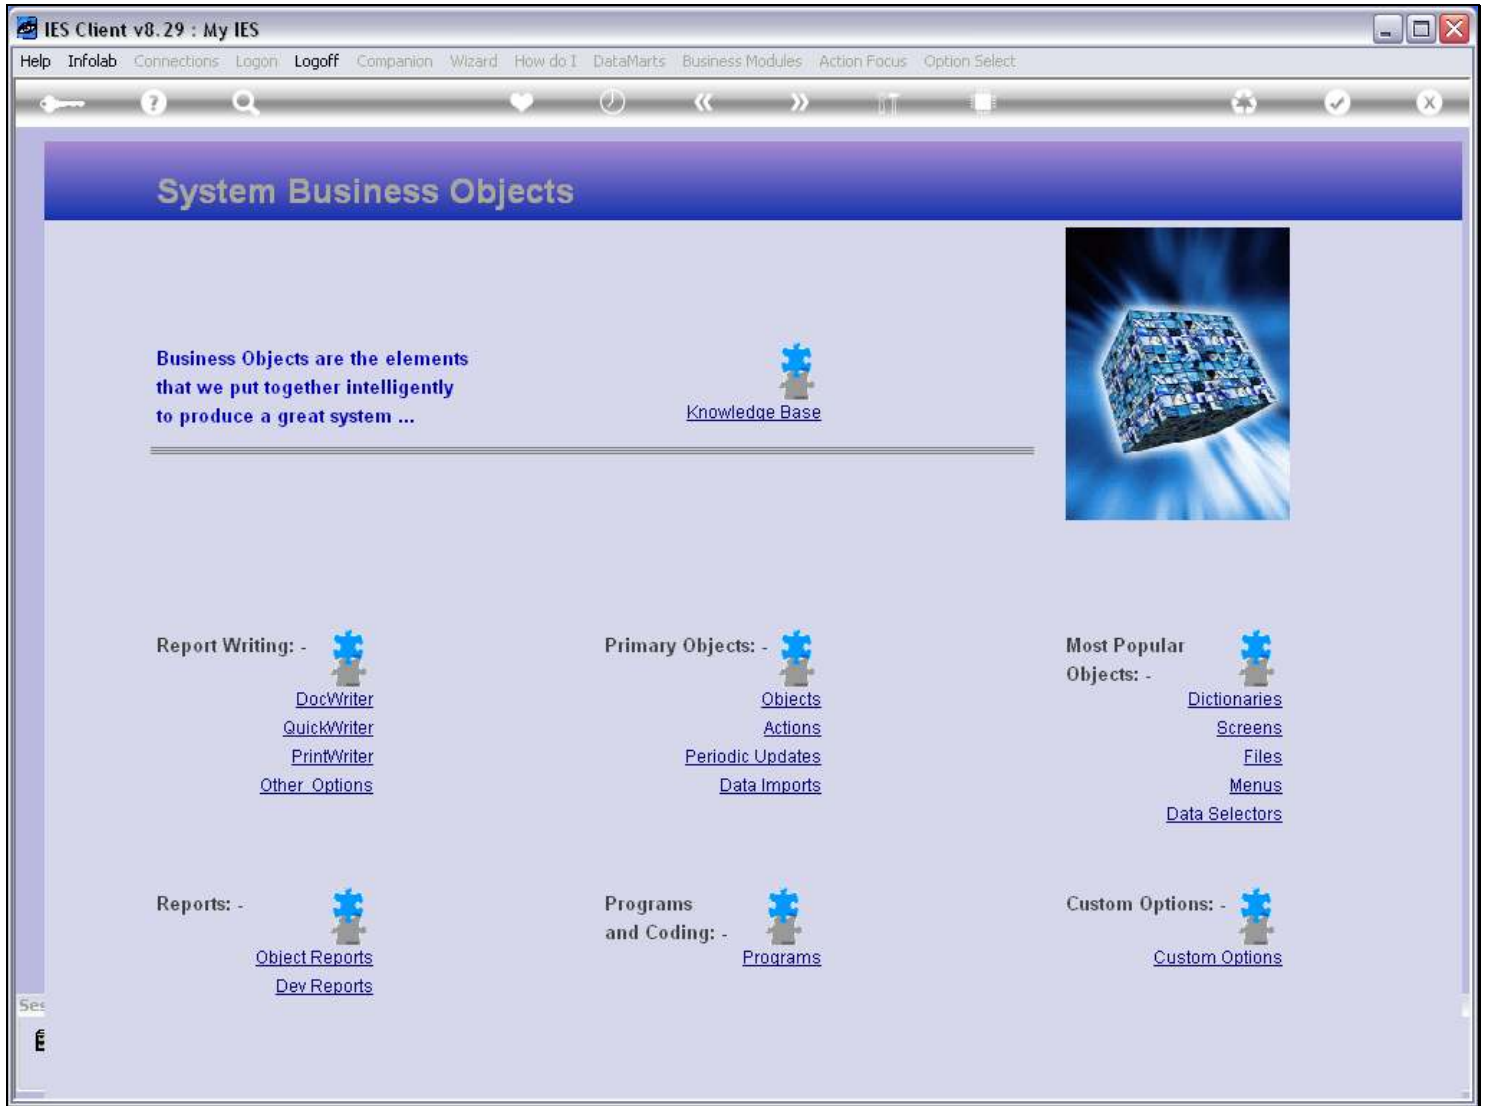 IES Client v8.29 : My IES
Help Infolab Connections Logon Logoff Companion Wizard How do I DataMarts Business Modules Action Focus Option Select
System Business Objects
Business Objects are the elements
that we put together intelligently
to produce a great system ...
Knowledge Base
Report Writing: -
DocWriter
QuickWriter
PrintWriter
Other Options
Primary Objects: -
Objects
Actions
Periodic Updates
Data Imports
Most Popular
Objects: -
Dictionaries
Screens
Files
Menus
Data Selectors
Reports: -
Object Reports
Dev Reports
Programs
and Coding: -
Programs
Custom Options: -
Custom Options